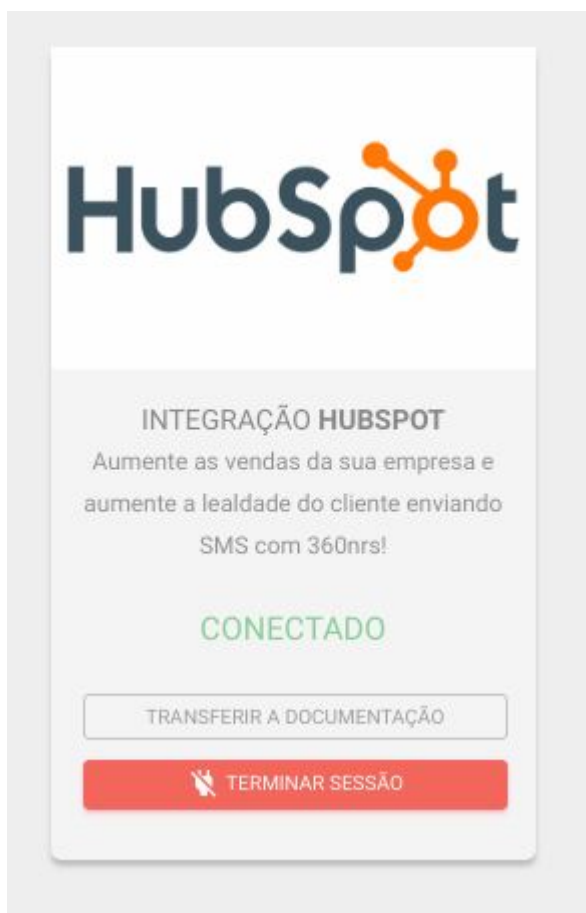 HubSpot
INTEGRAÇÃO HUBSPOT
Aumente as vendas da sua empresa e
aumente a lealdade do cliente enviando
SMS com 360nrs!
CONECTADO
TRANSFERIR A DOCUMENTAÇÃO
TERMINAR SESSÃO